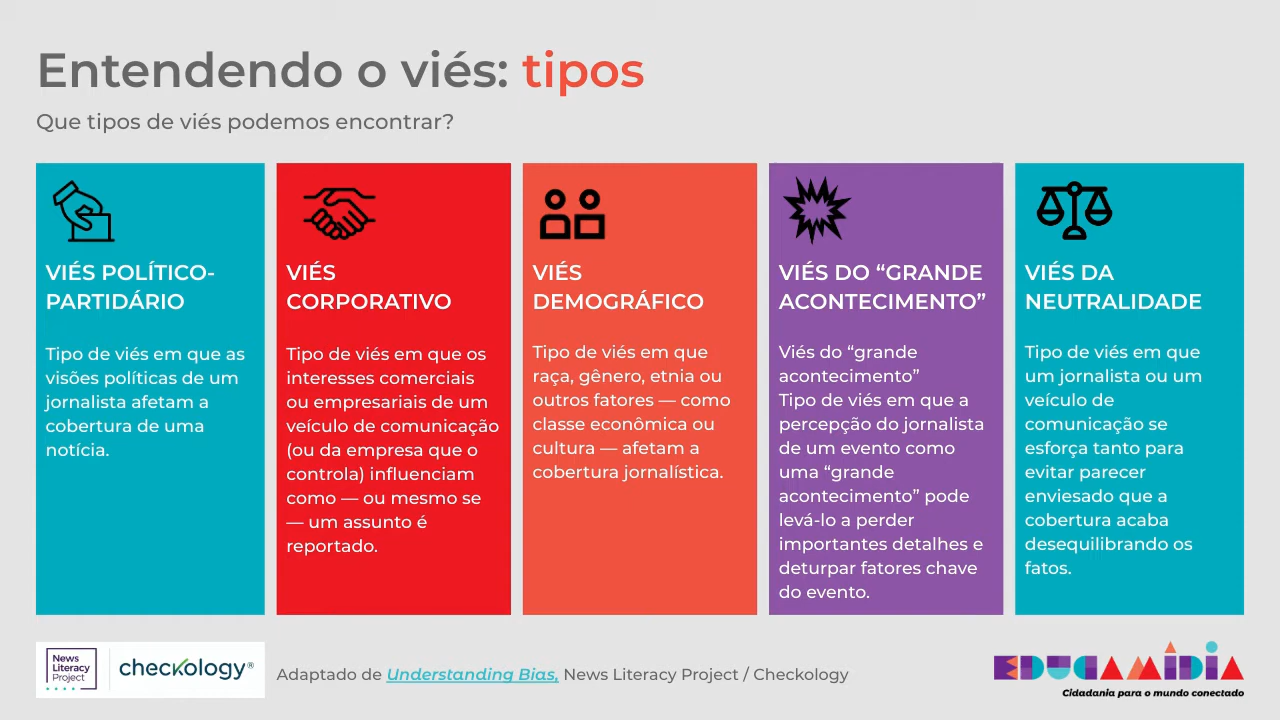 Entendendo o viés: tipos
Que tipos de viés podemos encontrar?
VIÉS POLÍTICO-
PARTIDÁRIO
Tipo de viés em que as
visões políticas de um
jornalista afetam a
cobertura de uma
notícia.
VIÉS
CORPORATIVO
Tipo de viés em que os
interesses comerciais
ou empresariais de um
veículo de comunicação
(ou da empresa que o
controla) influenciam
como — ou mesmo se
— um assunto é
reportado.
VIÉS
DEMOGRÁFICO
Tipo de viés em que
raça, gênero, etnia ou
outros fatores — como
classe econômica ou
cultura — afetam a
cobertura jornalística.
VIÉS DO “GRANDE
ACONTECIMENTO”
Viés do “grande
acontecimento”
Tipo de viés em que a
percepção do jornalista
de um evento como
uma “grande
acontecimento” pode
levá-lo a perder
importantes detalhes e
deturpar fatores chave
do evento.
VIÉS DA
NEUTRALIDADE
Tipo de viés em que
um jornalista ou um
veículo de
comunicação se
esforça tanto para
evitar parecer
enviesado que a
cobertura acaba
desequilibrando os
fatos.
News
Literacy
Project
checkology®
Adaptado de Understanding Bias, News Literacy Project / Checkology
EDUCAMÍDIA
Cidadania para o mundo conectado